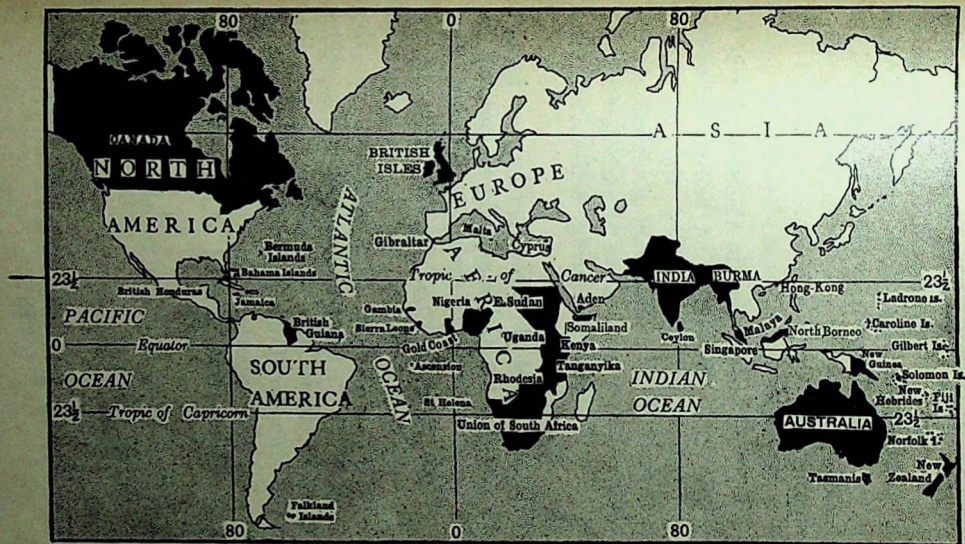 80 0 80
CANADA
NORTH
AMERICA
BRITISH
ISLES
EUROPE
A S I A
ATLANTIC
OCEAN
Gibraltar
Malta
Cyprus
Bermuda
Islands
Bahama Islands
23½ Tropic of Cancer 23½
British Honduras
Jamaica
INDIA
BURMA
Hong-Kong
Ladrone is.
PACIFIC
OCEAN
Gambia
Nigeria
E. Sudan
Aden
Sierra Leone
Gold Coast
British
Guiana
AFRICA
Uganda
Somaliland
Kenya
Ceylon
Malaya
Singapore
North Borneo
Caroline Is.
Gilbert Is.
0 Equator
Ascension
Tanganyika
New
Guinea
Solomon Is.
SOUTH
AMERICA
Rhodesia
INDIAN
OCEAN
New
Hebrides
Fiji
Is.
23½ Tropic of Capricorn 23½
St Helena
Union of South Africa
AUSTRALIA
Norfolk I.
Tasmania
New
Zealand
Falkland
Islands
80 0 80